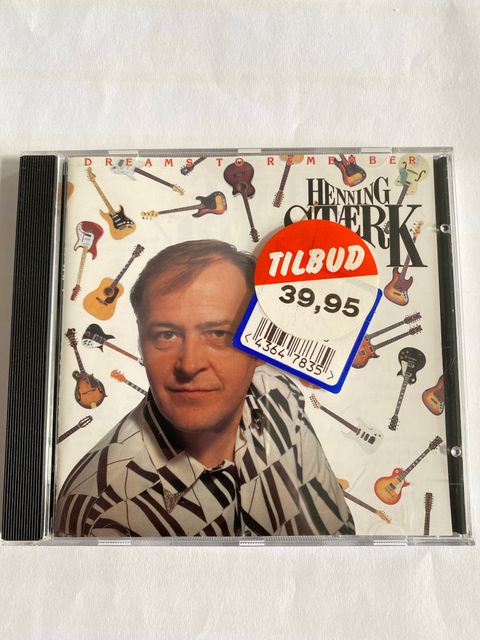 DREAMS TO REMEMBER
HENNING
STÆRK
TILBUD
39,95
<4364 7835>